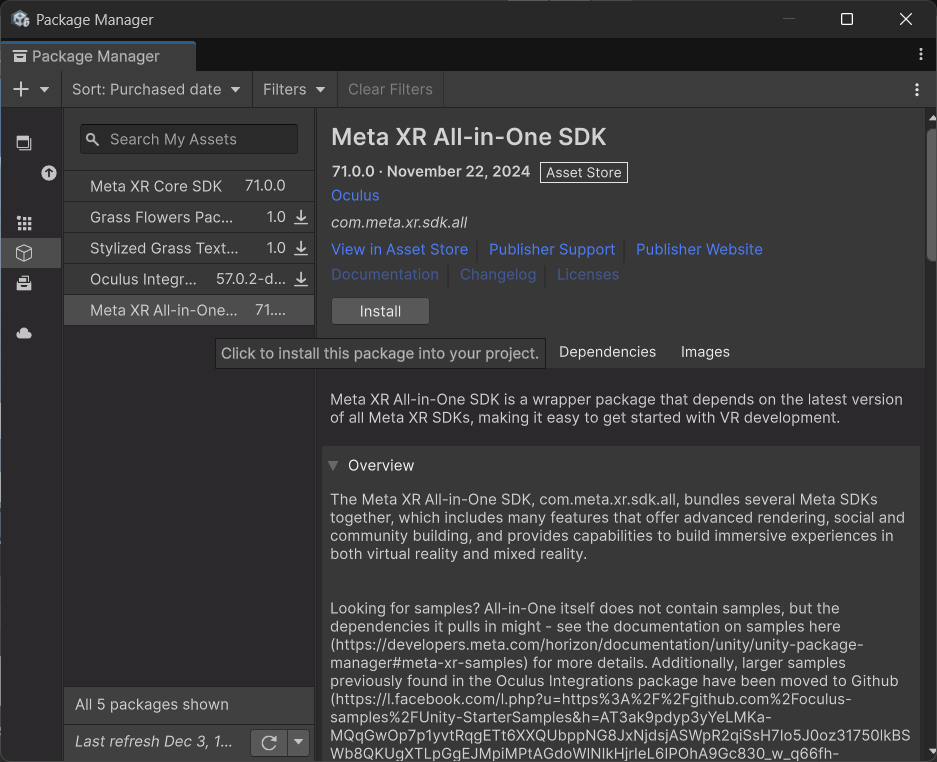 Package Manager
Package Manager
Sort: Purchased date
Filters
Clear Filters
Search My Assets
Meta XR Core SDK 71.0.0
Grass Flowers Pac... 1.0
Stylized Grass Text... 1.0
Oculus Integr... 57.0.2-d...
Meta XR All-in-One... 71....
All 5 packages shown
Last refresh Dec 3, 1...
Meta XR All-in-One SDK
71.0.0 · November 22, 2024 Asset Store
Oculus
com.meta.xr.sdk.all
View in Asset Store Publisher Support Publisher Website
Documentation Changelog Licenses
Install
Click to install this package into your project.
Dependencies Images
Meta XR All-in-One SDK is a wrapper package that depends on the latest version
of all Meta XR SDKs, making it easy to get started with VR development.
Overview
The Meta XR All-in-One SDK, com.meta.xr.sdk.all, bundles several Meta SDKs
together, which includes many features that offer advanced rendering, social and
community building, and provides capabilities to build immersive experiences in
both virtual reality and mixed reality.
Looking for samples? All-in-One itself does not contain samples, but the
dependencies it pulls in might - see the documentation on samples here
(https://developers.meta.com/horizon/documentation/unity/unity-package-
manager#meta-xr-samples) for more details. Additionally, larger samples
previously found in the Oculus Integrations package have been moved to Github
(https://l.facebook.com/l.php?u=https%3A%2F%2Fgithub.com%2Foculus-
samples%2FUnity-StarterSamples&h=AT3ak9pdyp3yYeLMKa-
MQqGwOp7p1yvtRqgETt6XXQUbppNG8JxNjdsjASWpR2qiSsH7Io5J0oz31750lkBS
Wb8QKUgXTLpGgEJMpiMPtAGdoWINIkHjrleL6lPOhA9Gc830_w_q66fh-